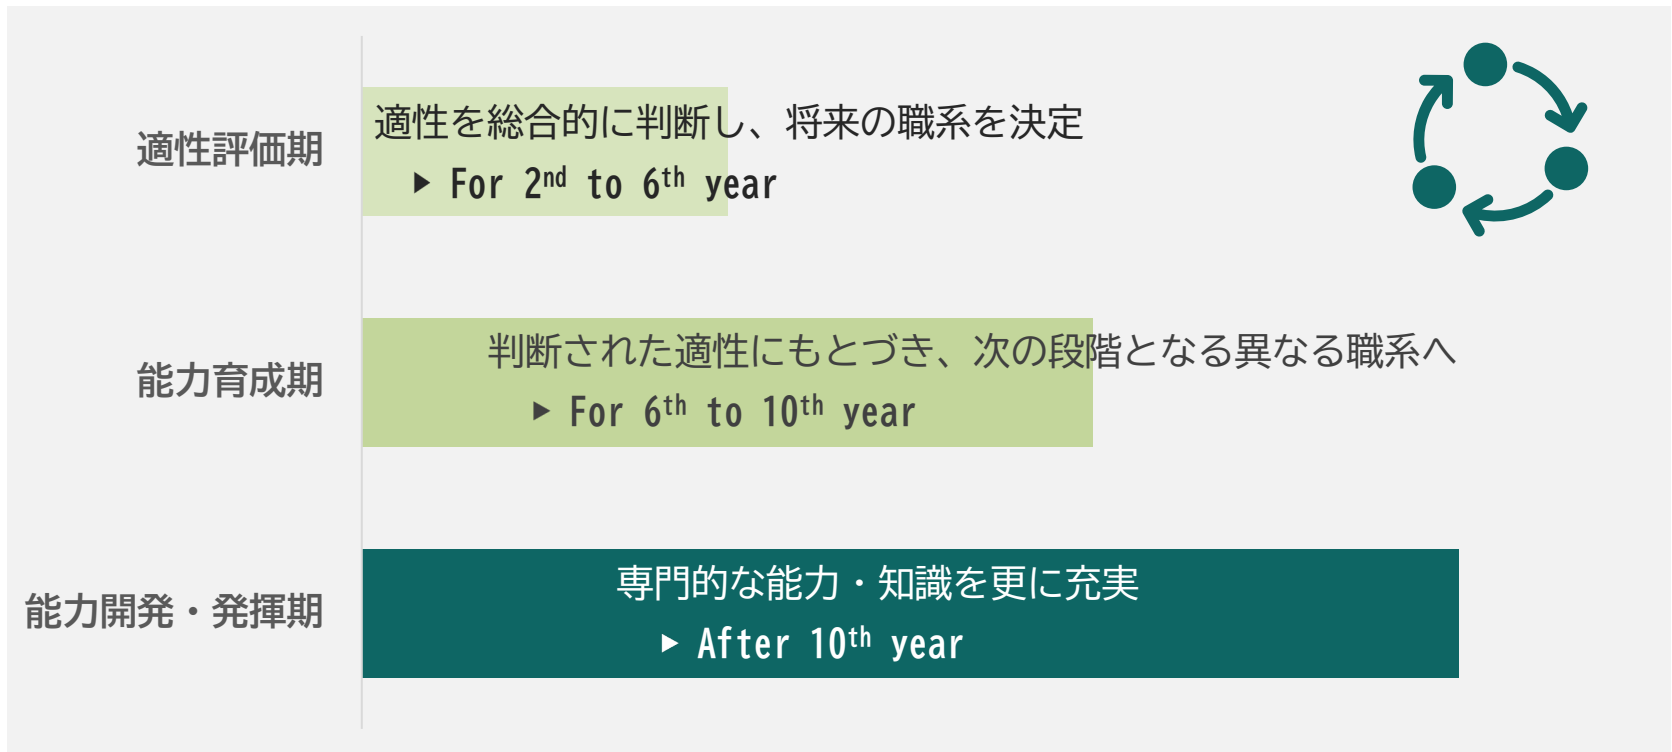 適性評価期
適性を総合的に判断し、将来の職系を決定
▶ For 2nd to 6th year
能力育成期
判断された適性にもとづき、次の段階となる異なる職系へ
▶ For 6th to 10th year
能力開発・発揮期
専門的な能力・知識を更に充実
▶ After 10th year